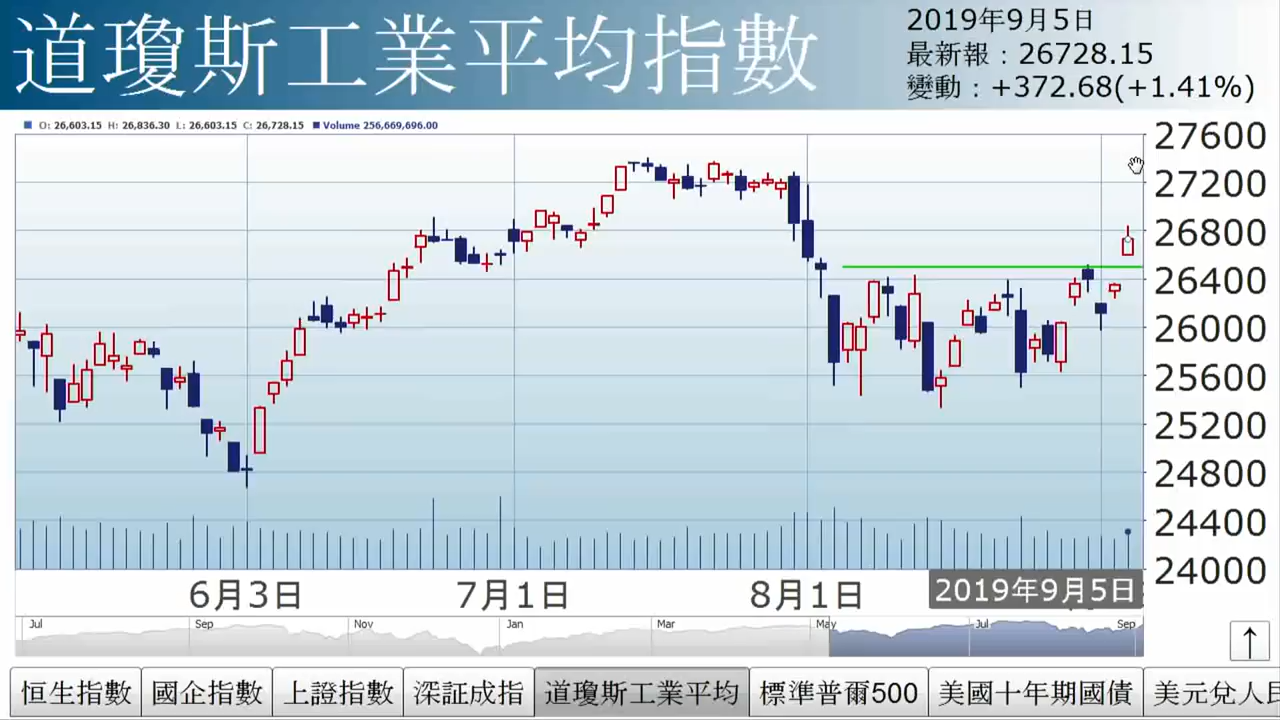 道瓊斯工業平均指數
2019年9月5日
最新報：26728.15
變動：+372.68(+1.41%)
O: 26,603.15 H: 26,836.30 L: 26,603.15 C: 26,728.15 Volume 256,669,696.00
27600
27200
26800
26400
26000
25600
25200
24800
24400
24000
6月3日 7月1日 8月1日 2019年9月5日
Jul Sep Nov Jan Mar May Jul Sep
恒生指數 國企指數 上證指數 深証成指 道瓊斯工業平均 標準普爾500 美國十年期國債 美元兌人民